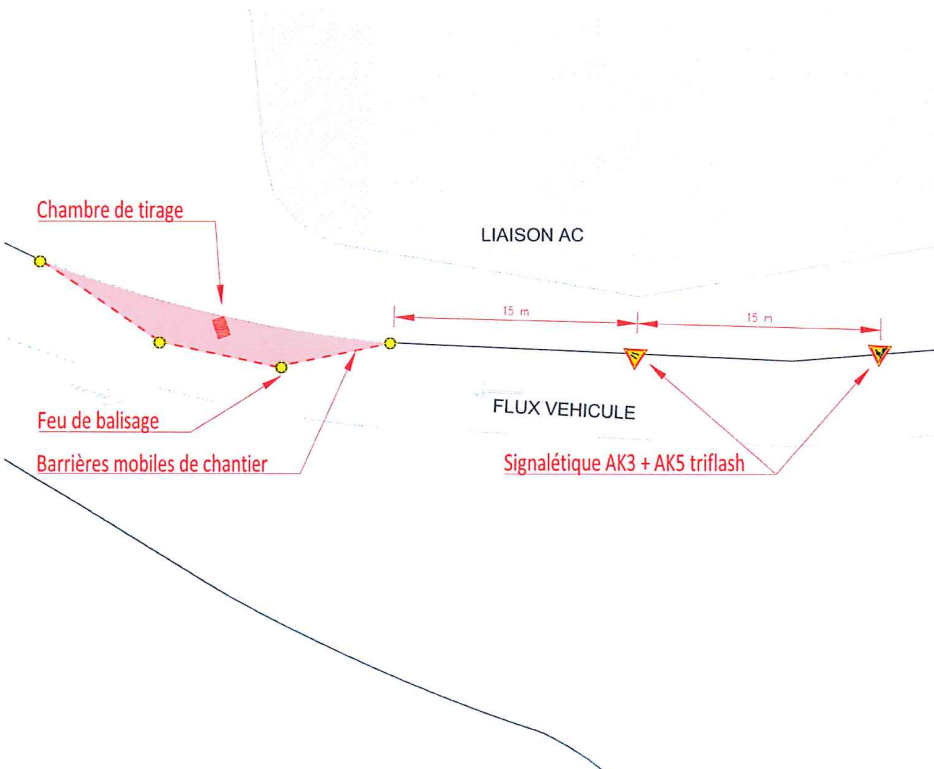 Chambre de tirage
LIAISON AC
15 m
15 m
FLUX VEHICULE
Feu de balisage
Barrières mobiles de chantier
Signalétique AK3 + AK5 triflash